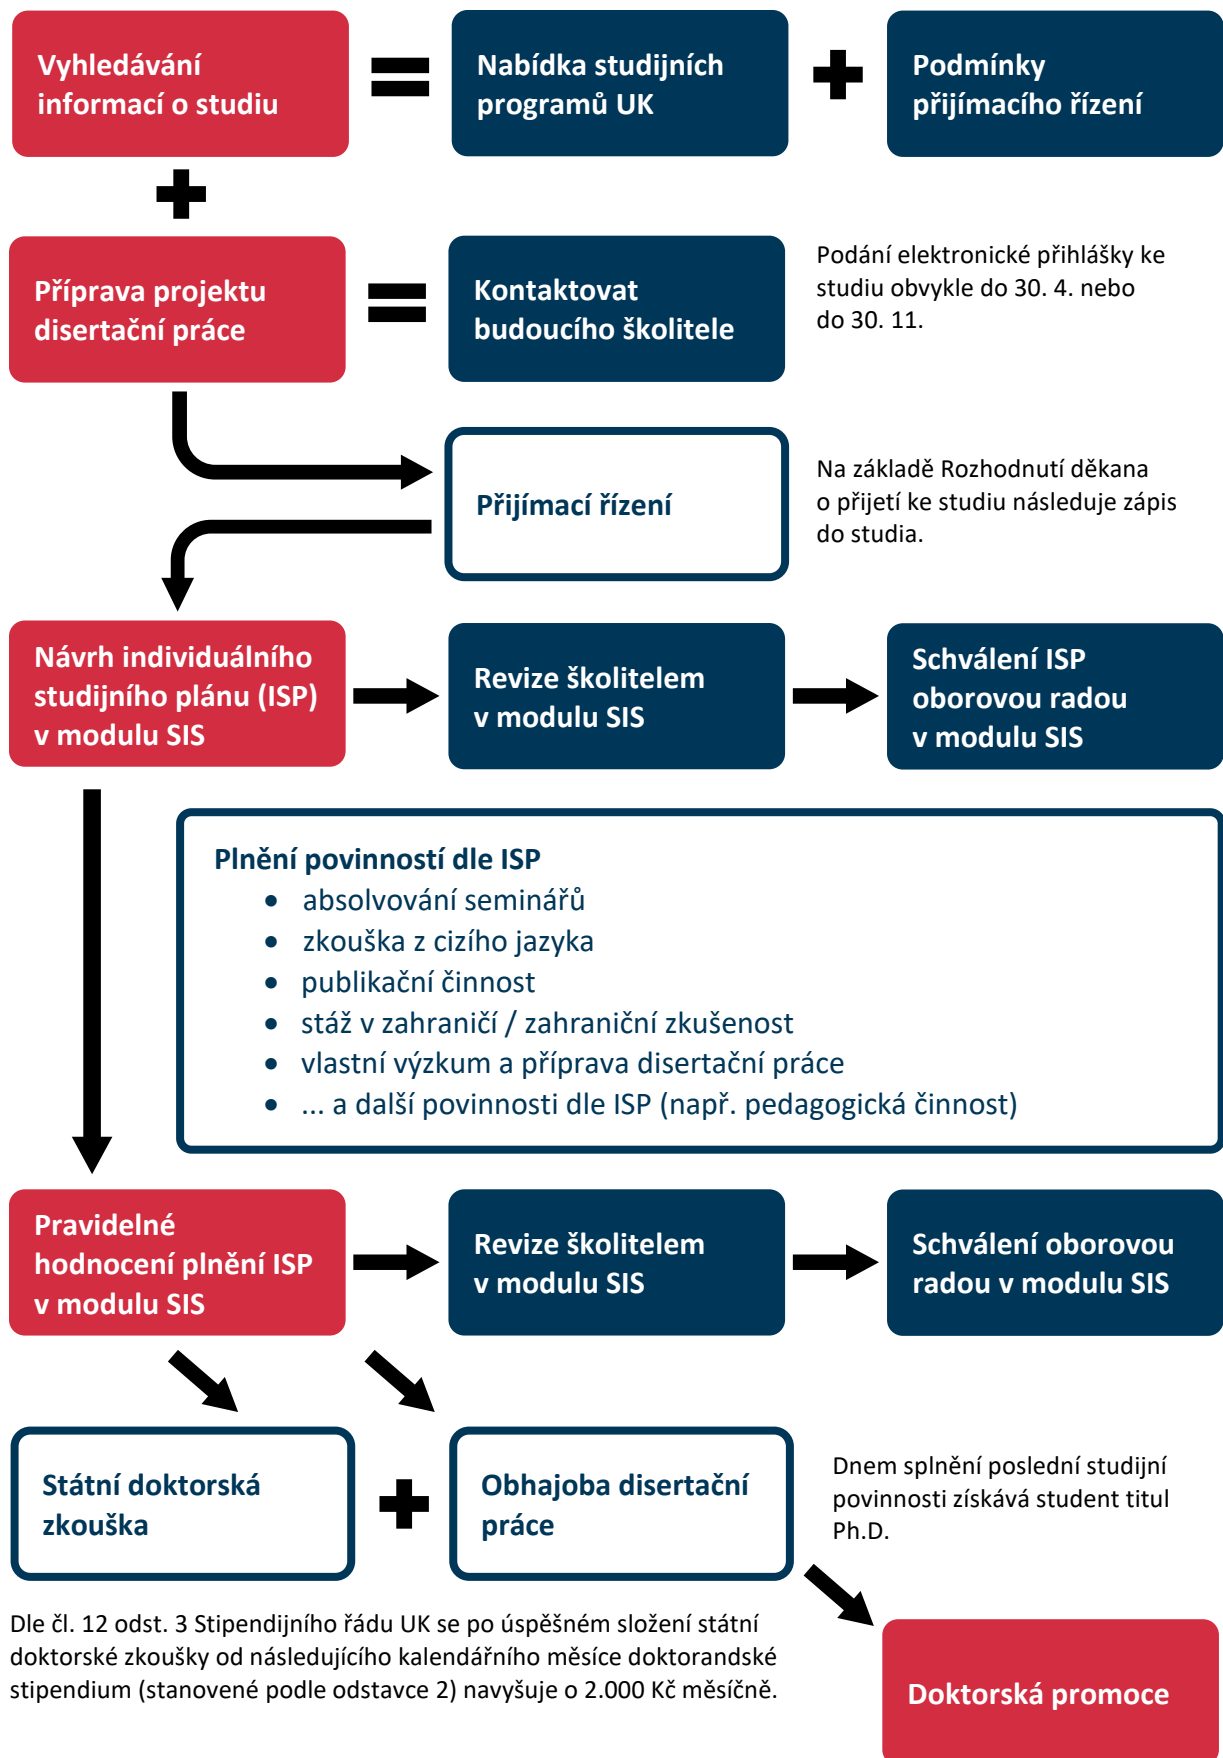 Vyhledávání
informací o studiu
Nabídka studijních
programů UK
Podmínky
přijímacího řízení
Příprava projektu
disertační práce
Kontaktovat
budoucího školitele
Podání elektronické přihlášky ke
studiu obvykle do 30. 4. nebo
do 30. 11.
Přijímací řízení
Na základě Rozhodnutí děkana
o přijetí ke studiu následuje zápis
do studia.
Návrh individuálního
studijního plánu (ISP)
v modulu SIS
Revize školitelem
v modulu SIS
Schválení ISP
oborovou radou
v modulu SIS
Plnění povinností dle ISP
• absolvování seminářů
• zkouška z cizího jazyka
• publikační činnost
• stáž v zahraničí / zahraniční zkušenost
• vlastní výzkum a příprava disertační práce
• ... a další povinnosti dle ISP (např. pedagogická činnost)
Pravidelné
hodnocení plnění ISP
v modulu SIS
Revize školitelem
v modulu SIS
Schválení oborovou
radou v modulu SIS
Státní doktorská
zkouška
Obhajoba disertační
práce
Dnem splnění poslední studijní
povinnosti získává student titul
Ph.D.
Dle čl. 12 odst. 3 Stipendijního řádu UK se po úspěšném složení státní
doktorské zkoušky od následujícího kalendářního měsíce doktorandské
stipendium (stanovené podle odstavce 2) navyšuje o 2.000 Kč měsíčně.
Doktorská promoce